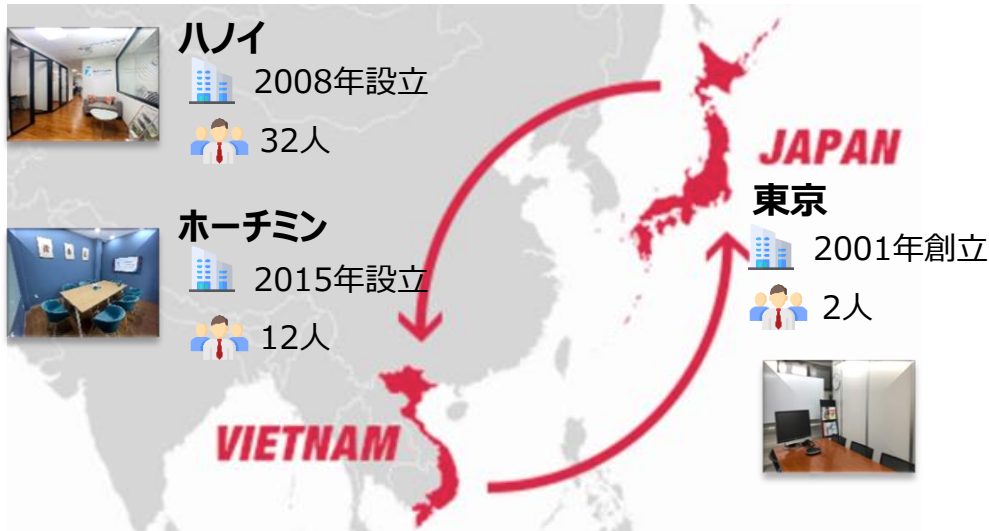 ハノイ
2008年設立
32人
ホーチミン
2015年設立
12人
JAPAN
東京
2001年創立
2人
VIETNAM